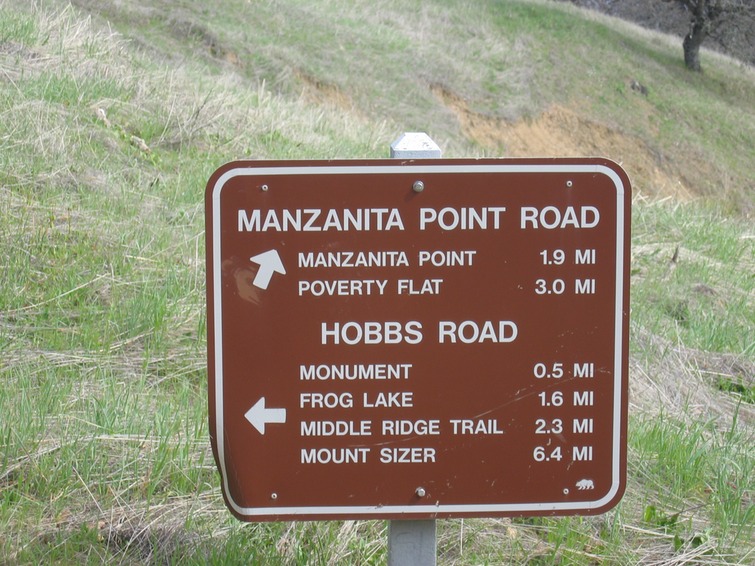 MANZANITA POINT ROAD
MANZANITA POINT 1.9 MI
POVERTY FLAT 3.0 MI
HOBBS ROAD
MONUMENT 0.5 MI
FROG LAKE 1.6 MI
MIDDLE RIDGE TRAIL 2.3 MI
MOUNT SIZER 6.4 MI